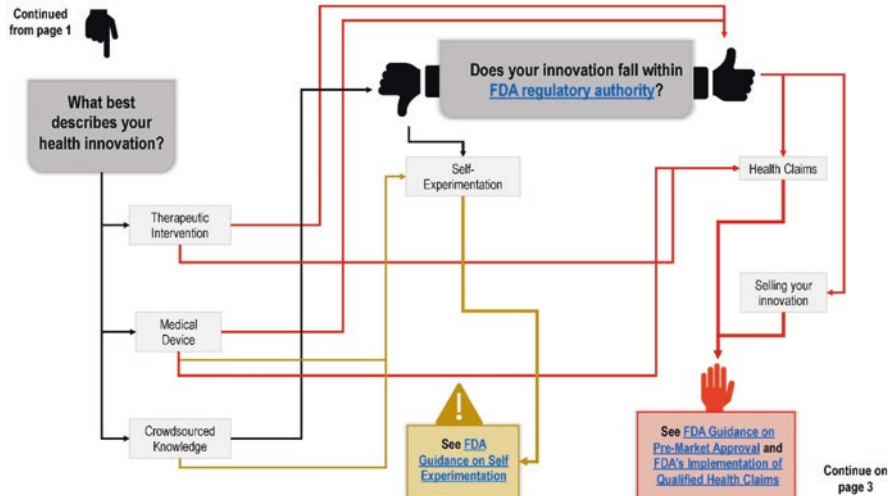 Continued
from page 1
What best
describes your
health innovation?
Does your innovation fall within
FDA regulatory authority?
Self-
Experimentation
Health Claims
Therapeutic
Intervention
Selling your
innovation
Medical
Device
Crowdsourced
Knowledge
See FDA
Guidance on Self
Experimentation
See FDA Guidance on
Pre-Market Approval and
FDA's Implementation of
Qualified Health Claims
Continue on
page 3